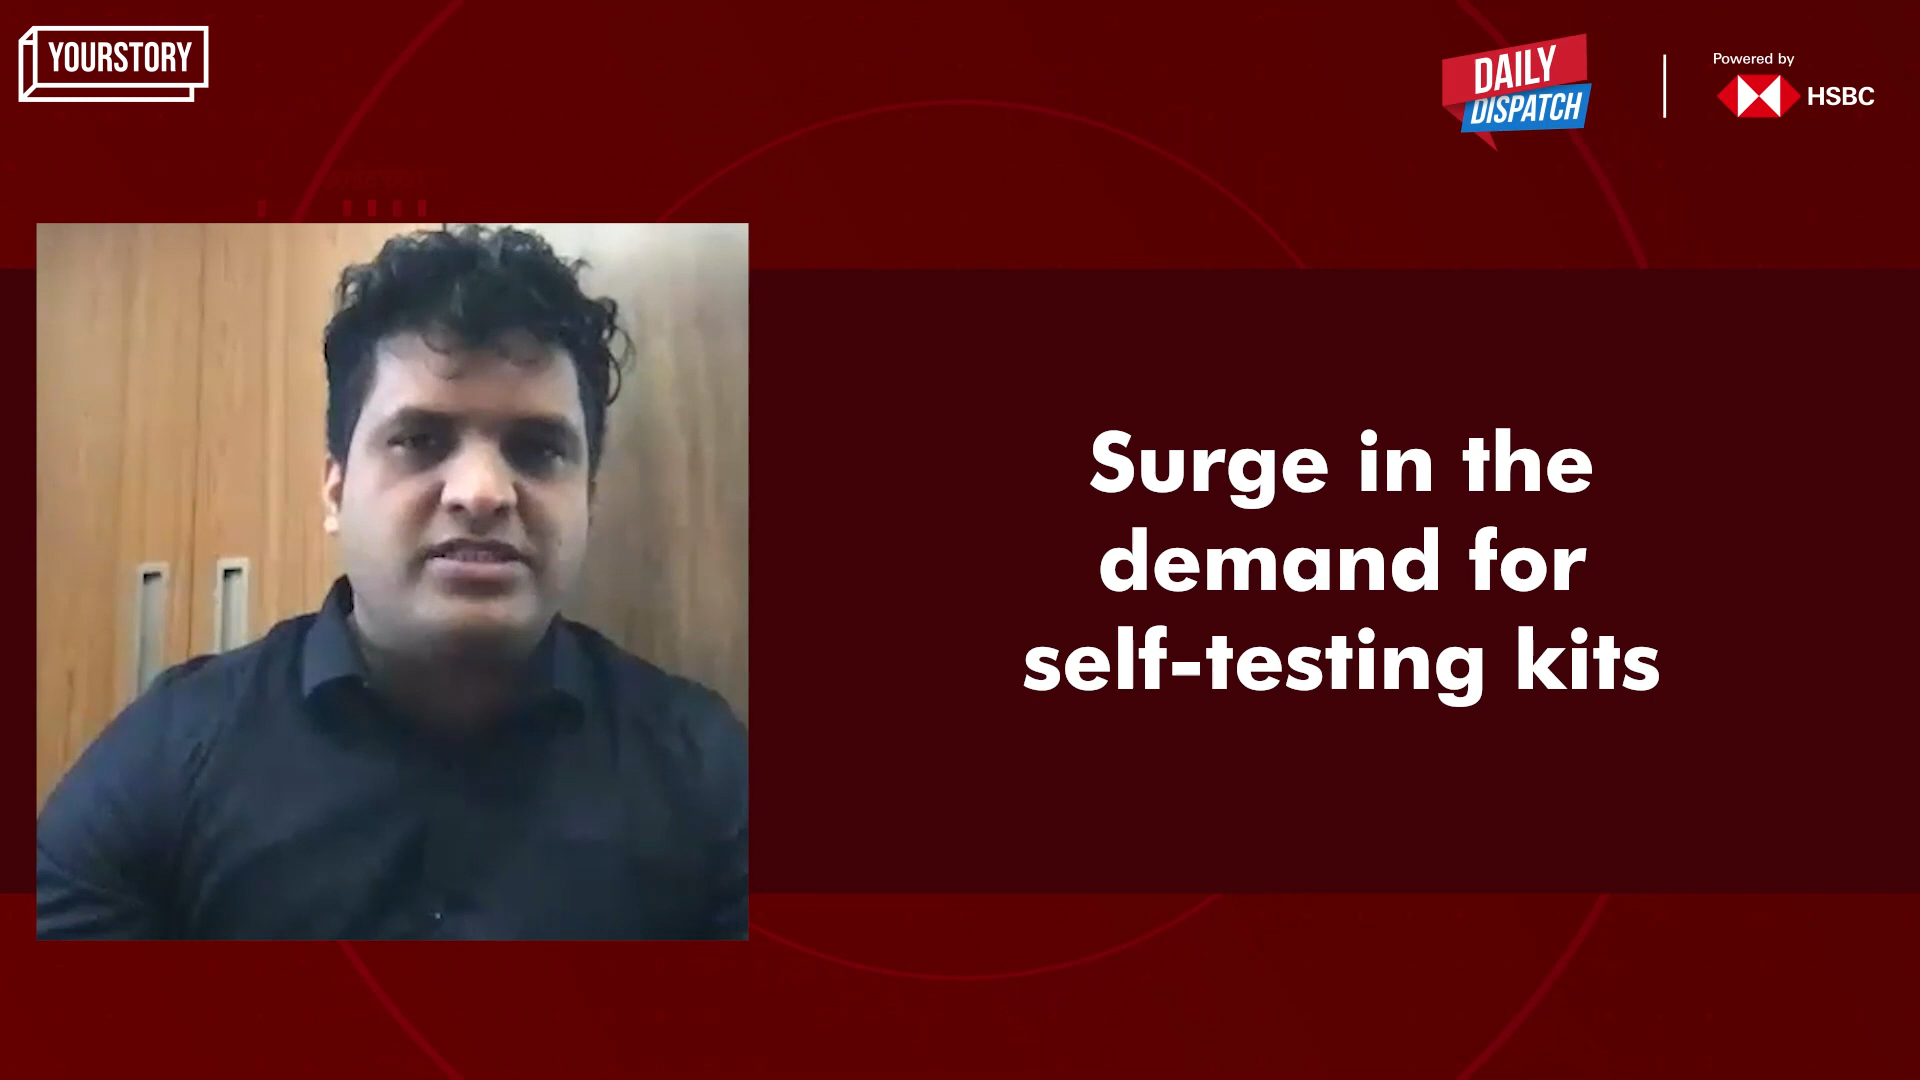 YOURSTORY
DAILY
DISPATCH
Powered by
HSBC
Surge in the
demand for
self-testing kits